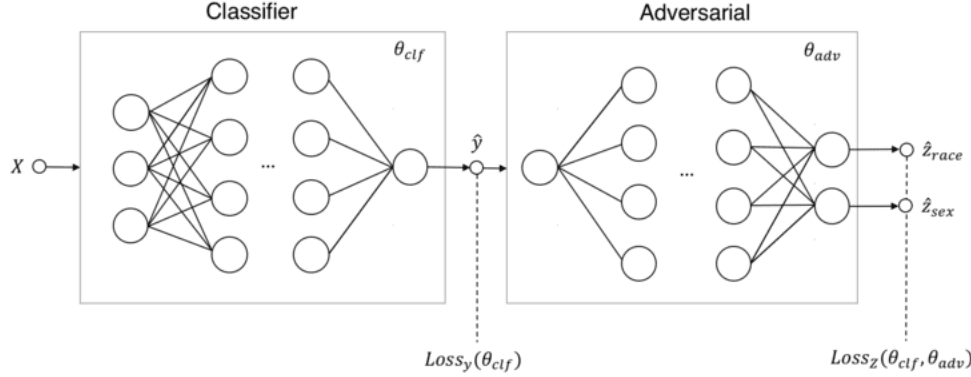 Classifier
Adversarial
θ_clf
θ_adv
X
...
ŷ
...
ẑ_race
ẑ_sex
Loss_y(θ_clf)
Loss_Z(θ_clf, θ_adv)